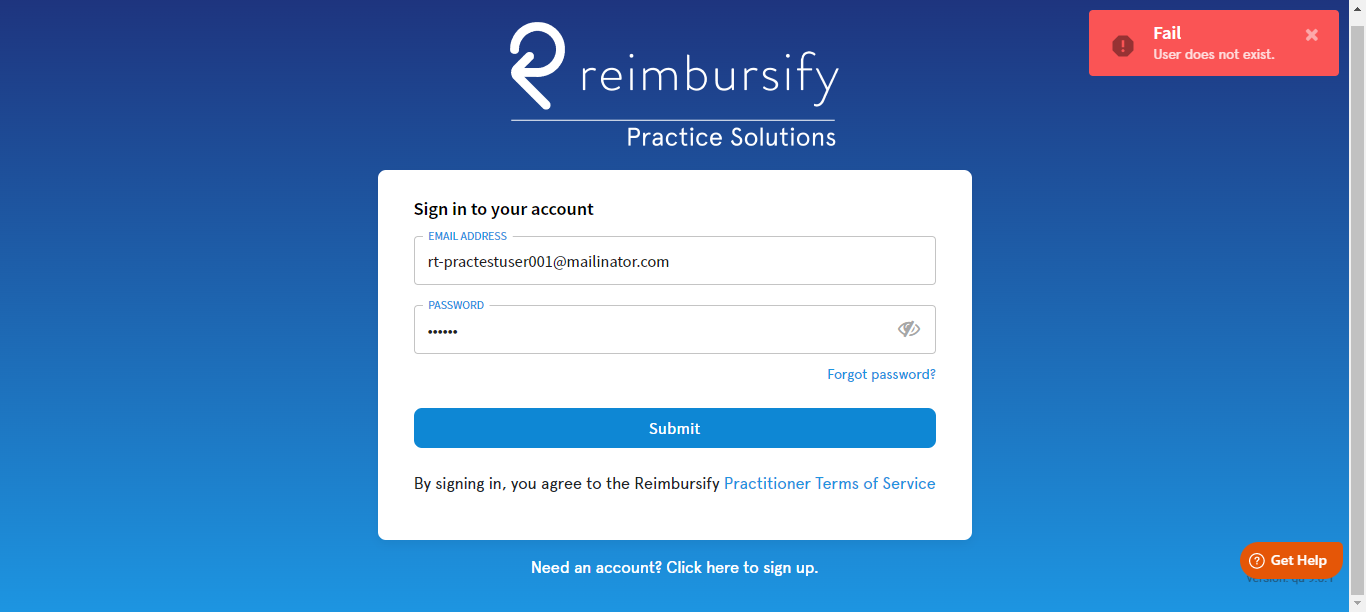 Fail
User does not exist.
reimbursify
Practice Solutions
Sign in to your account
EMAIL ADDRESS
rt-practestuser001@mailinator.com
PASSWORD
••••••
Forgot password?
Submit
By signing in, you agree to the Reimbursify Practitioner Terms of Service
Need an account? Click here to sign up.
Get Help